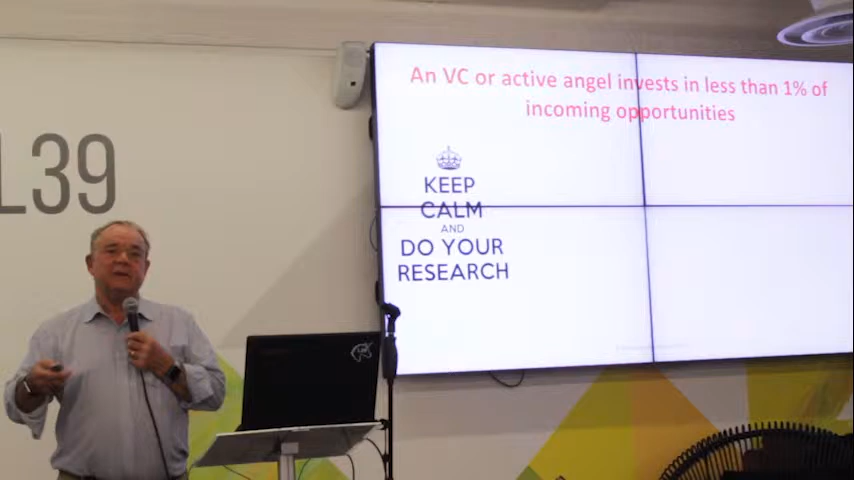 An VC or active angel invests in less than 1% of
incoming opportunities
L39
KEEP
CALM
AND
DO YOUR
RESEARCH